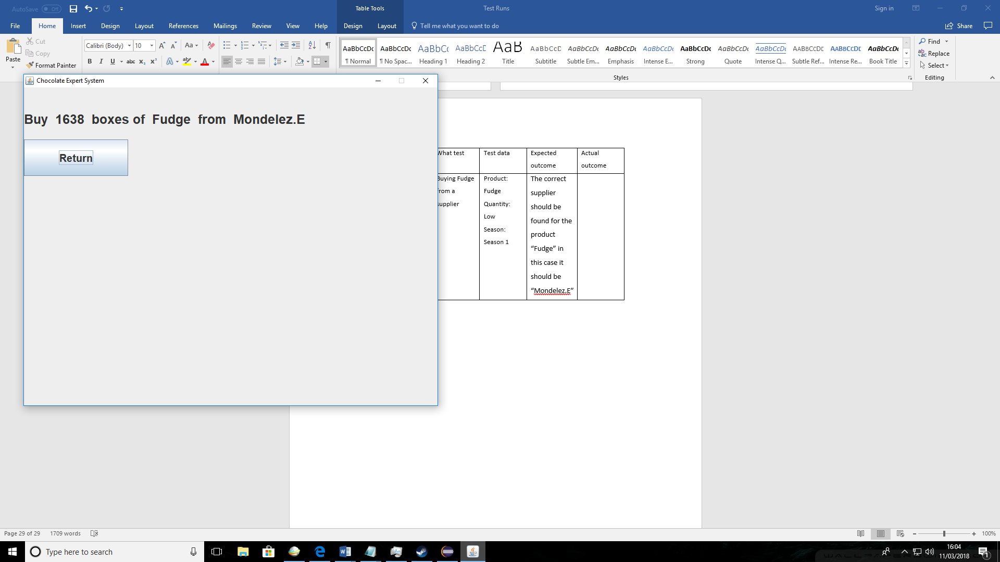 AutoSave Off
Table Tools
Test Runs
Sign in
File Home Insert Design Layout References Mailings Review View Help Design Layout Tell me what you want to do Share
Paste
Cut
Copy
Format Painter
Calibri (Body) 10
AaBbCcDc ¶ Normal
AaBbCcDc ¶ No Spac...
AaBbC( Heading 1
AaBbCcD Heading 2
AaB Title
AaBbCcD Subtitle
AaBbCcDc Subtle Em...
AaBbCcDc Emphasis
AaBbCcDc Intense E...
AaBbCcDc Strong
AaBbCcDc Quote
AaBbCcDc Intense Q...
AABBCCDE Subtle Ref...
AABBCCDE Intense Re...
AaBbCcDc Book Title
Find
Replace
Select
Styles
Editing
Chocolate Expert System
Buy 1638 boxes of Fudge from Mondelez.E
Return
What test
Test data
Expected
outcome
Actual
outcome
Buying Fudge
from a
supplier
Product:
Fudge
Quantity:
Low
Season:
Season 1
The correct
supplier
should be
found for the
product
“Fudge” in
this case it
should be
“Mondelez.E”
Page 29 of 29 1709 words
100%
Type here to search
16:04
11/03/2018
1